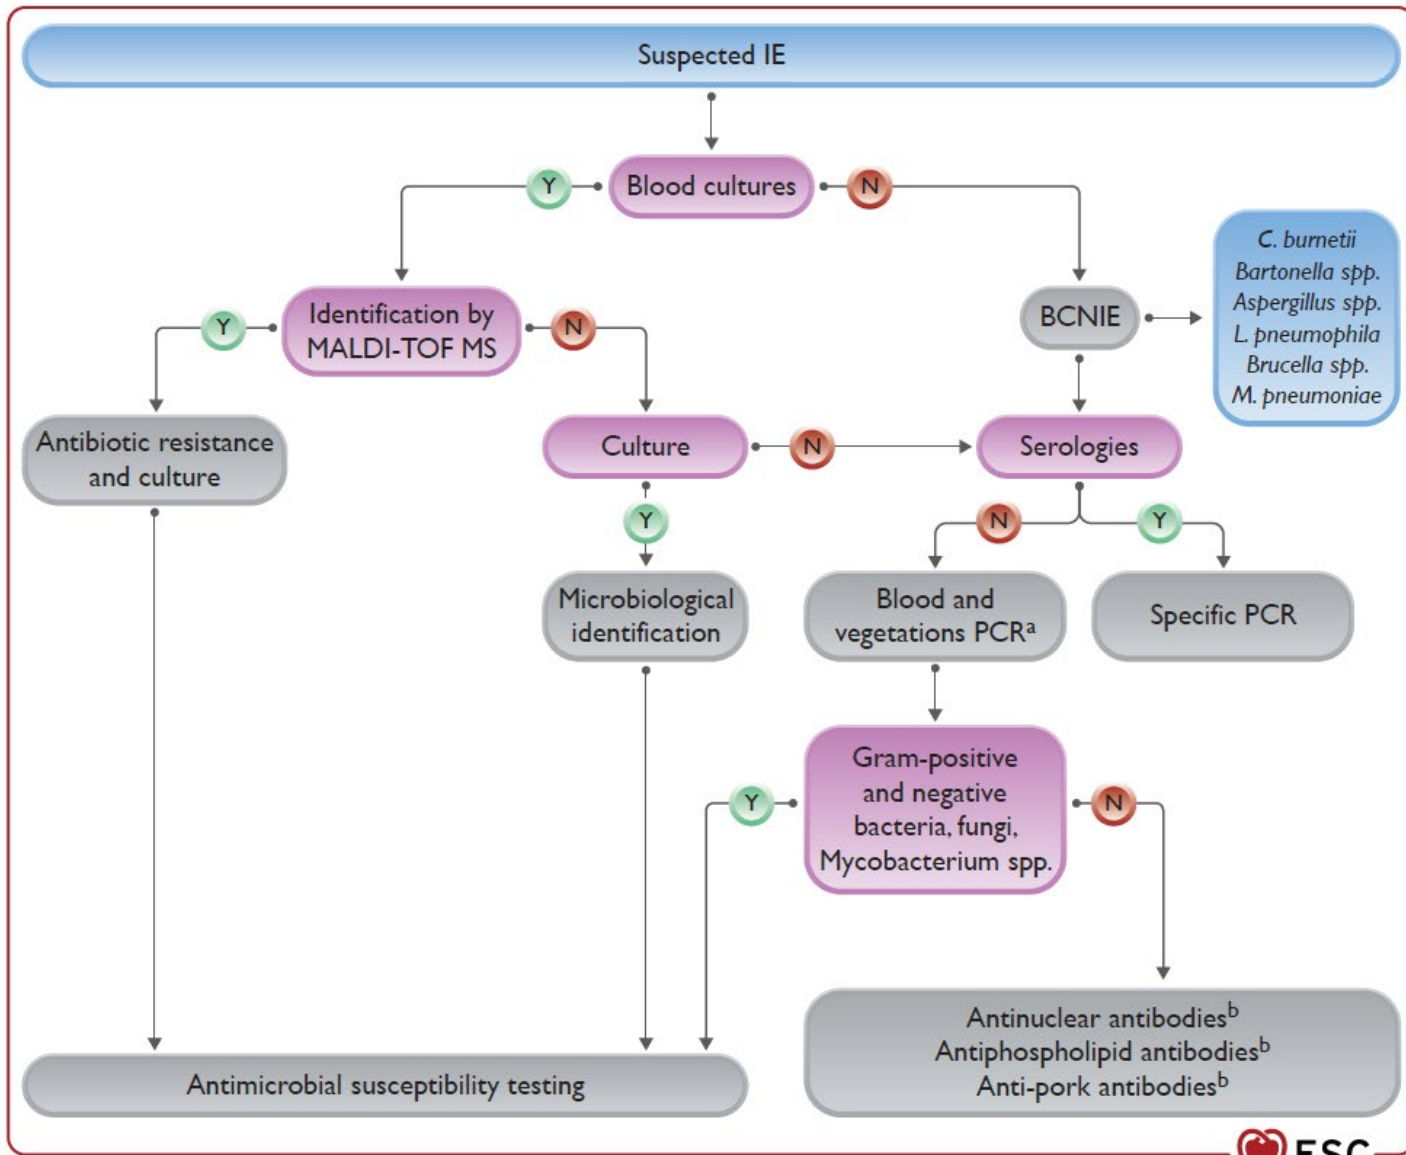 Suspected IE
Y
Blood cultures
N
C. burnetii
Bartonella spp.
Aspergillus spp.
L. pneumophila
Brucella spp.
M. pneumoniae
Y
Identification by
MALDI-TOF MS
N
BCNIE
Antibiotic resistance
and culture
Culture
N
Serologies
Y
N
Y
Microbiological
identification
Blood and
vegetations PCRᵃ
Specific PCR
Y
Gram-positive
and negative
bacteria, fungi,
Mycobacterium spp.
N
Antinuclear antibodiesᵇ
Antiphospholipid antibodiesᵇ
Anti-pork antibodiesᵇ
Antimicrobial susceptibility testing
ESC